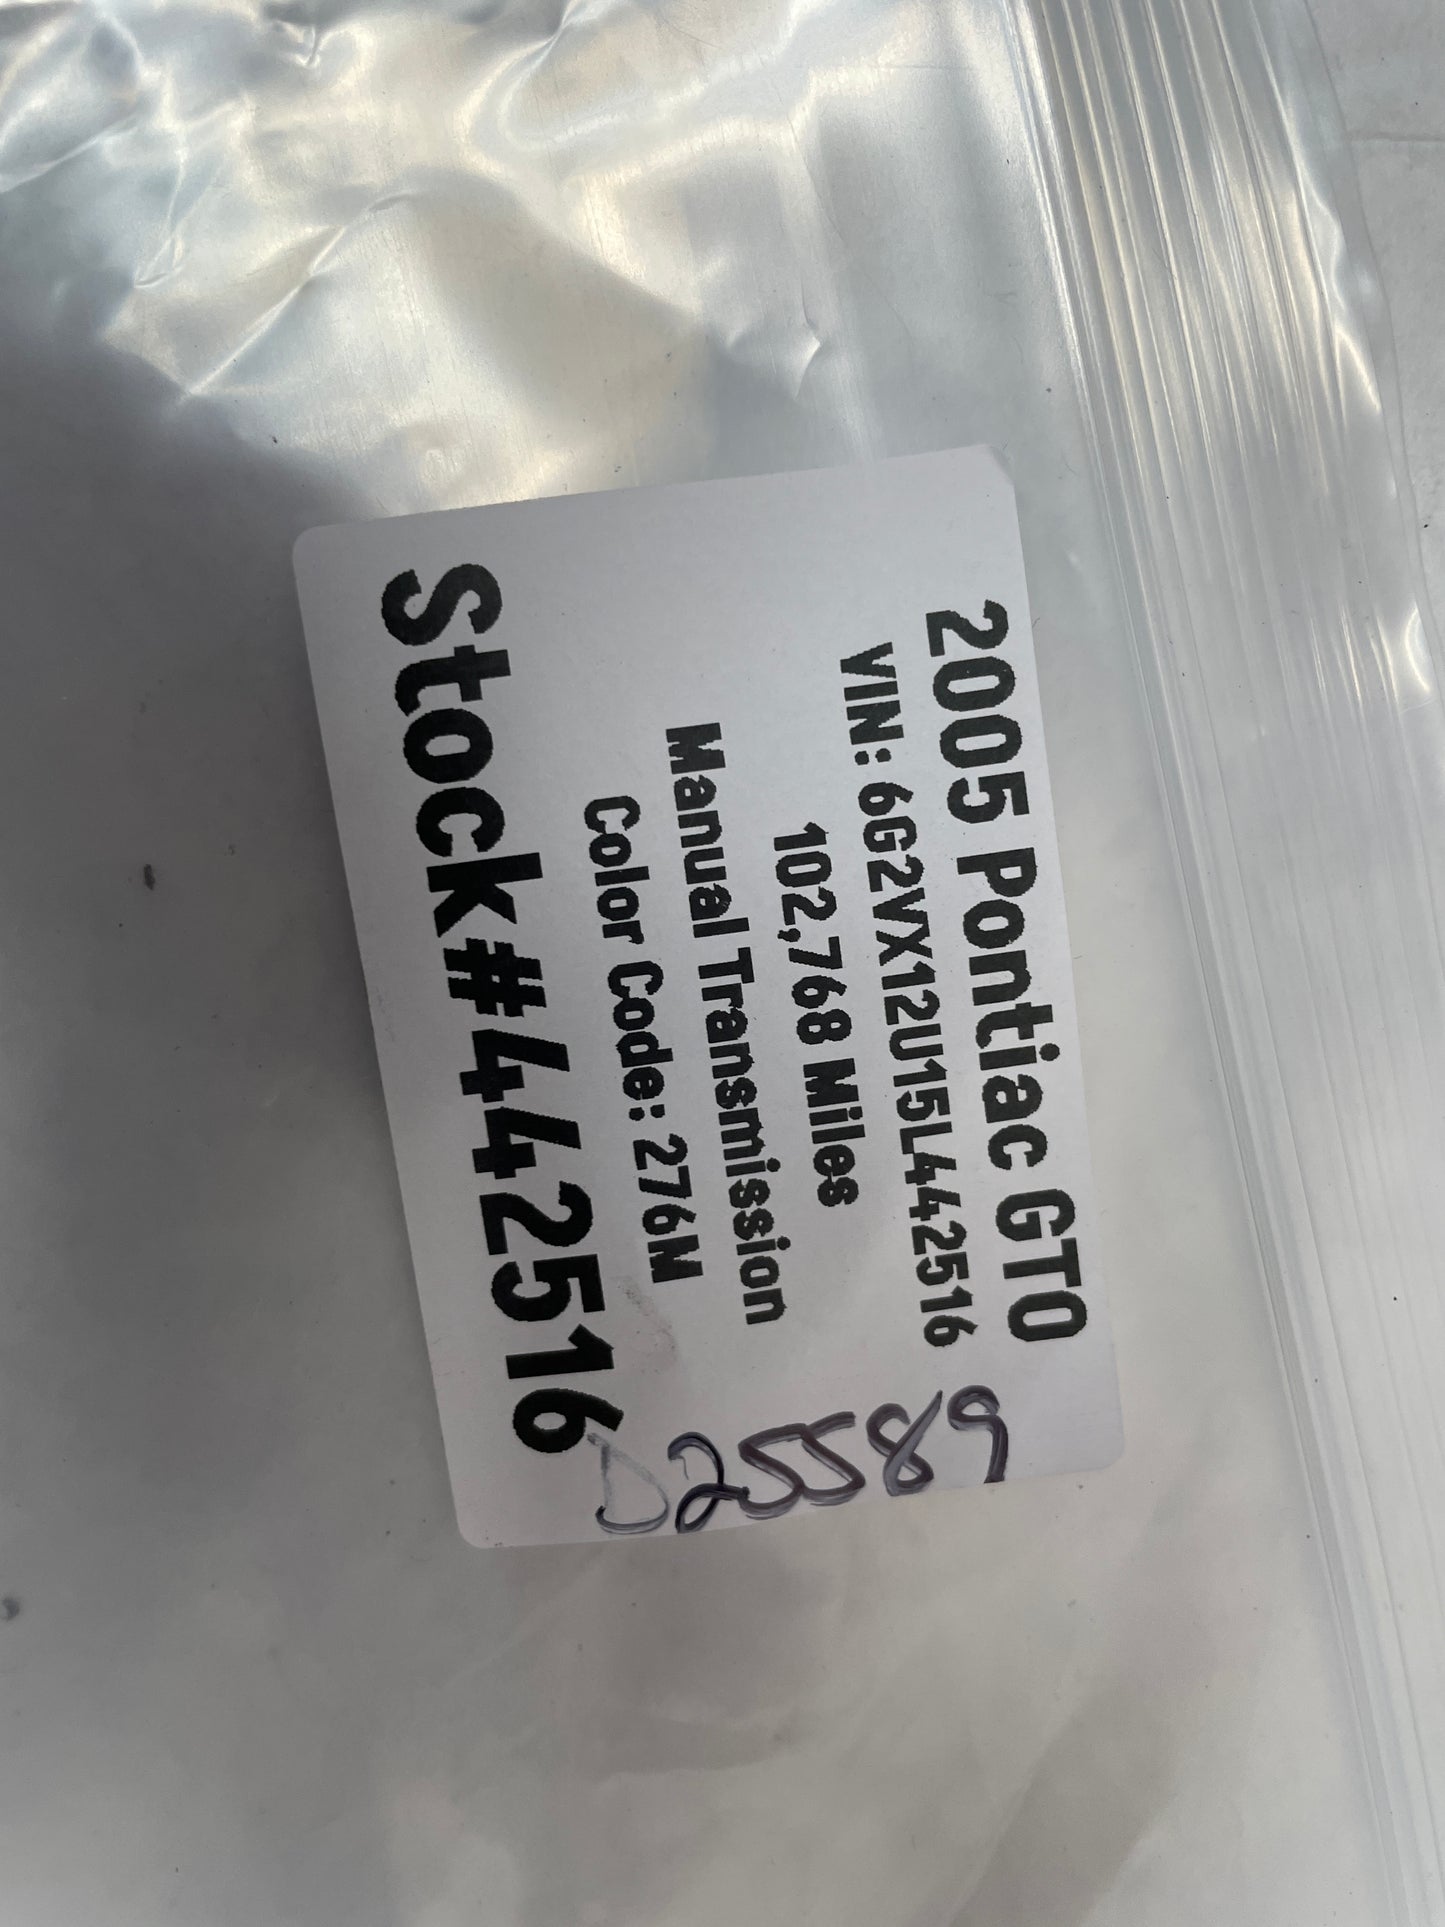 2005 Pontiac GTO
VIN: 6G2VX12U15L442516
102,768 Miles
Manual Transmission
Color Code: 276M
Stock#442516
D25589